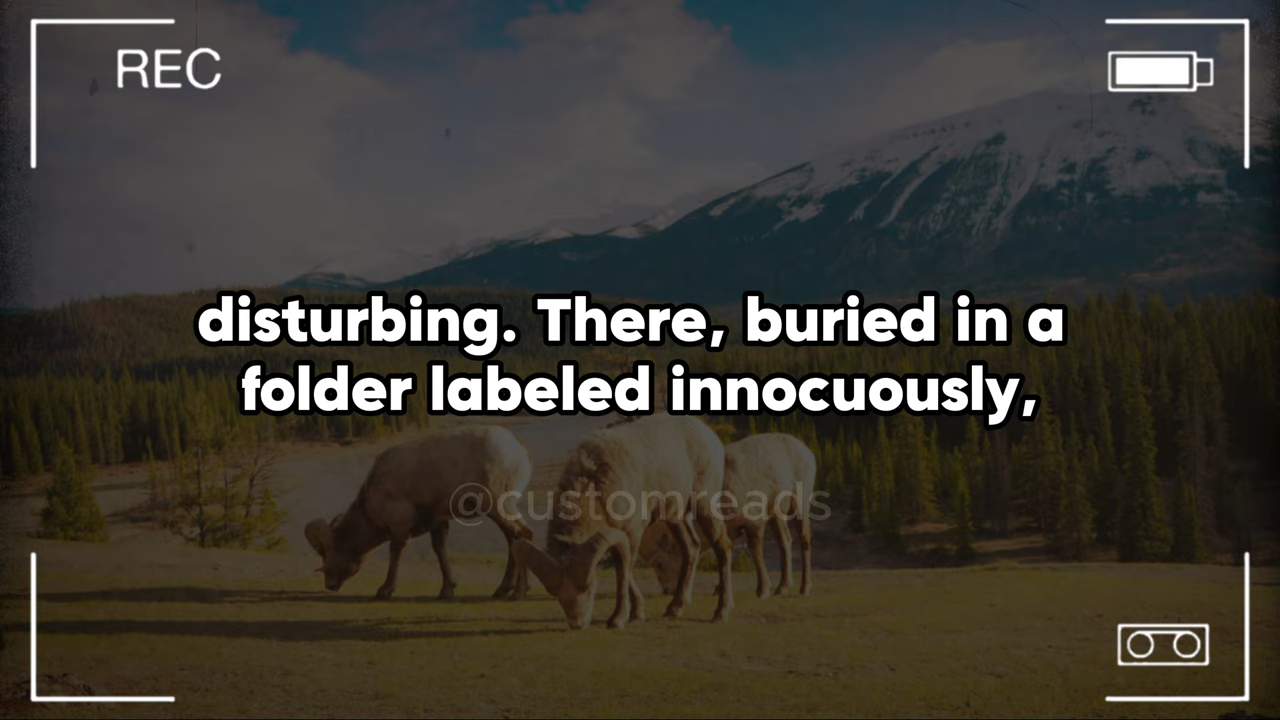 REC
disturbing. There, buried in a
folder labeled innocuously,
@customreads